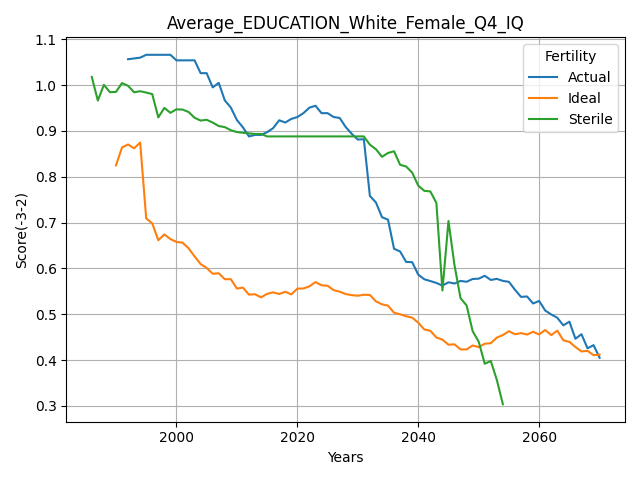 Average_EDUCATION_White_Female_Q4_IQ
Score(-3-2)
1.1
1.0
0.9
0.8
0.7
0.6
0.5
0.4
0.3
Fertility
Actual
Ideal
Sterile
2000
2020
2040
2060
Years